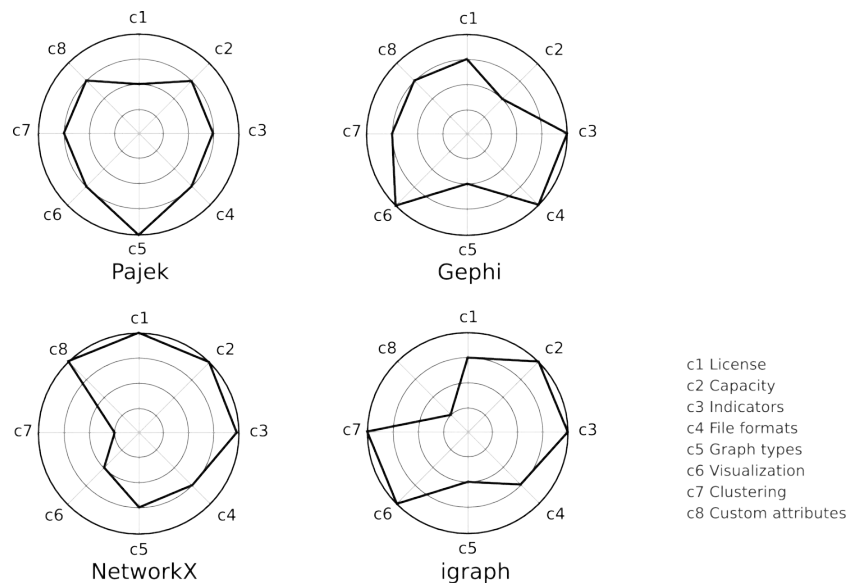 c1
c8
c2
c7
c3
c6
c4
c5
Pajek
c1
c8
c2
c7
c3
c6
c4
c5
Gephi
c1
c8
c2
c7
c3
c6
c4
c5
NetworkX
c1
c8
c2
c7
c3
c6
c4
c5
igraph
c1 License
c2 Capacity
c3 Indicators
c4 File formats
c5 Graph types
c6 Visualization
c7 Clustering
c8 Custom attributes